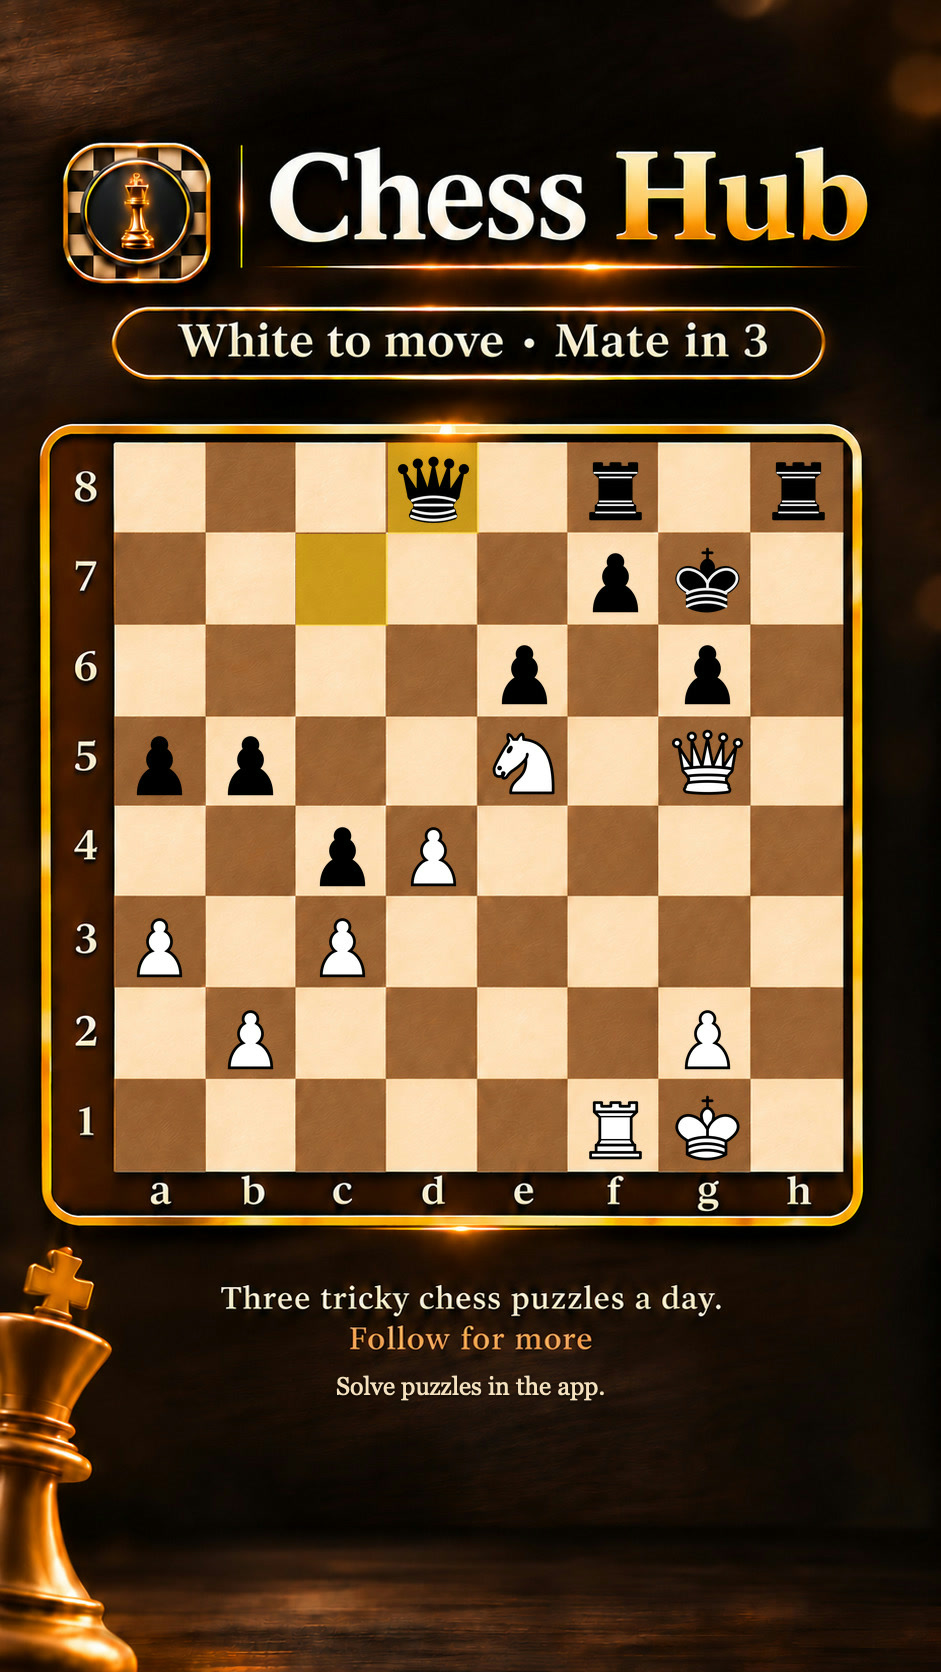 Chess Hub
White to move • Mate in 3
8
7
6
5
4
3
2
1
a b c d e f g h
Three tricky chess puzzles a day.
Follow for more
Solve puzzles in the app.